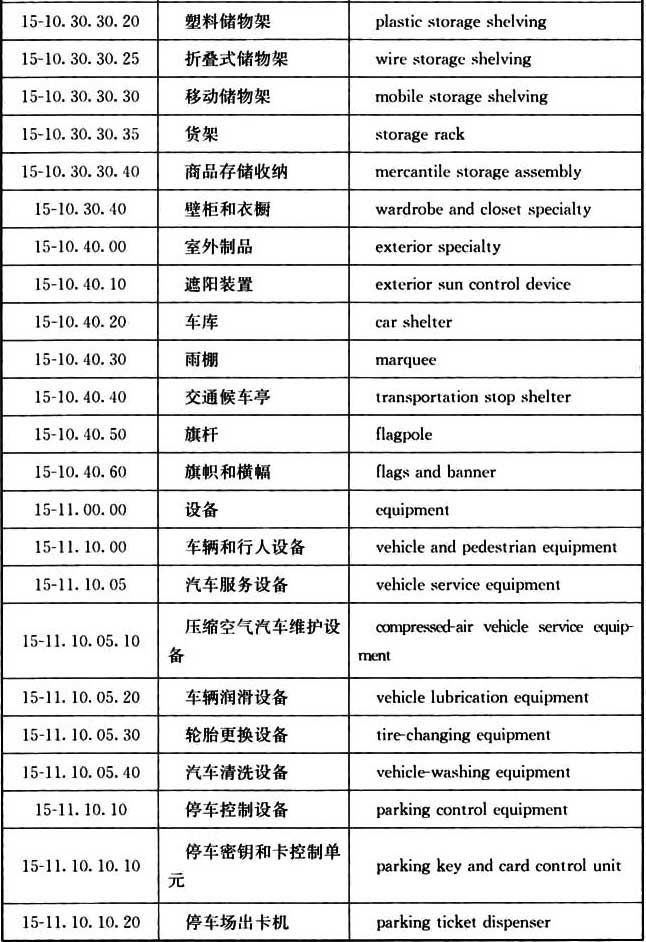 15-10.30.30.20 塑料储物架 plastic storage shelving
15-10.30.30.25 折叠式储物架 wire storage shelving
15-10.30.30.30 移动储物架 mobile storage shelving
15-10.30.30.35 货架 storage rack
15-10.30.30.40 商品存储收纳 mercantile storage assembly
15-10.30.40 壁柜和衣橱 wardrobe and closet specialty
15-10.40.00 室外制品 exterior specialty
15-10.40.10 遮阳装置 exterior sun control device
15-10.40.20 车库 car shelter
15-10.40.30 雨棚 marquee
15-10.40.40 交通候车亭 transportation stop shelter
15-10.40.50 旗杆 flagpole
15-10.40.60 旗帜和横幅 flags and banner
15-11.00.00 设备 equipment
15-11.10.00 车辆和行人设备 vehicle and pedestrian equipment
15-11.10.05 汽车服务设备 vehicle service equipment
15-11.10.05.10 压缩空气汽车维护设 compressed-air vehicle service equip-
备 ment
15-11.10.05.20 车辆润滑设备 vehicle lubrication equipment
15-11.10.05.30 轮胎更换设备 tire-changing equipment
15-11.10.05.40 汽车清洗设备 vehicle-washing equipment
15-11.10.10 停车控制设备 parking control equipment
15-11.10.10.10 停车密钥和卡控制单 parking key and card control unit
元
15-11.10.10.20 停车场出卡机 parking ticket dispenser